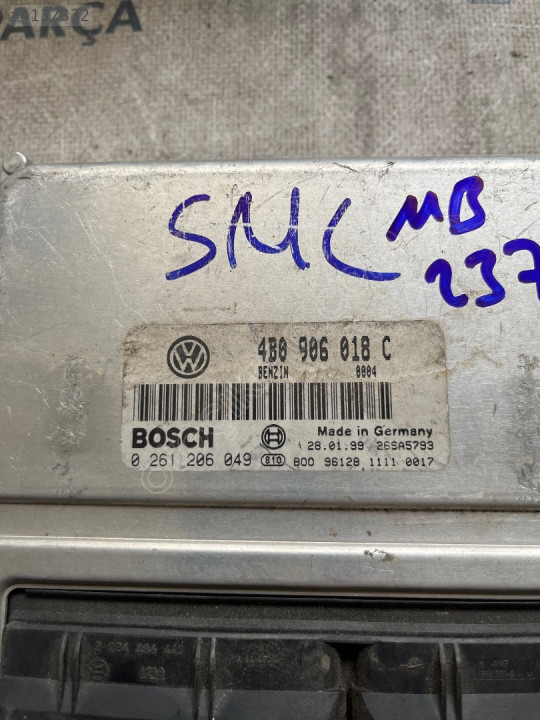 PARÇA
SMC
MB
237
4B0 906 018 C
BENZIN 0004
BOSCH
Made in Germany
28.01.99 26SA5793
0 261 206 049 810 B00 96128 1111 0017